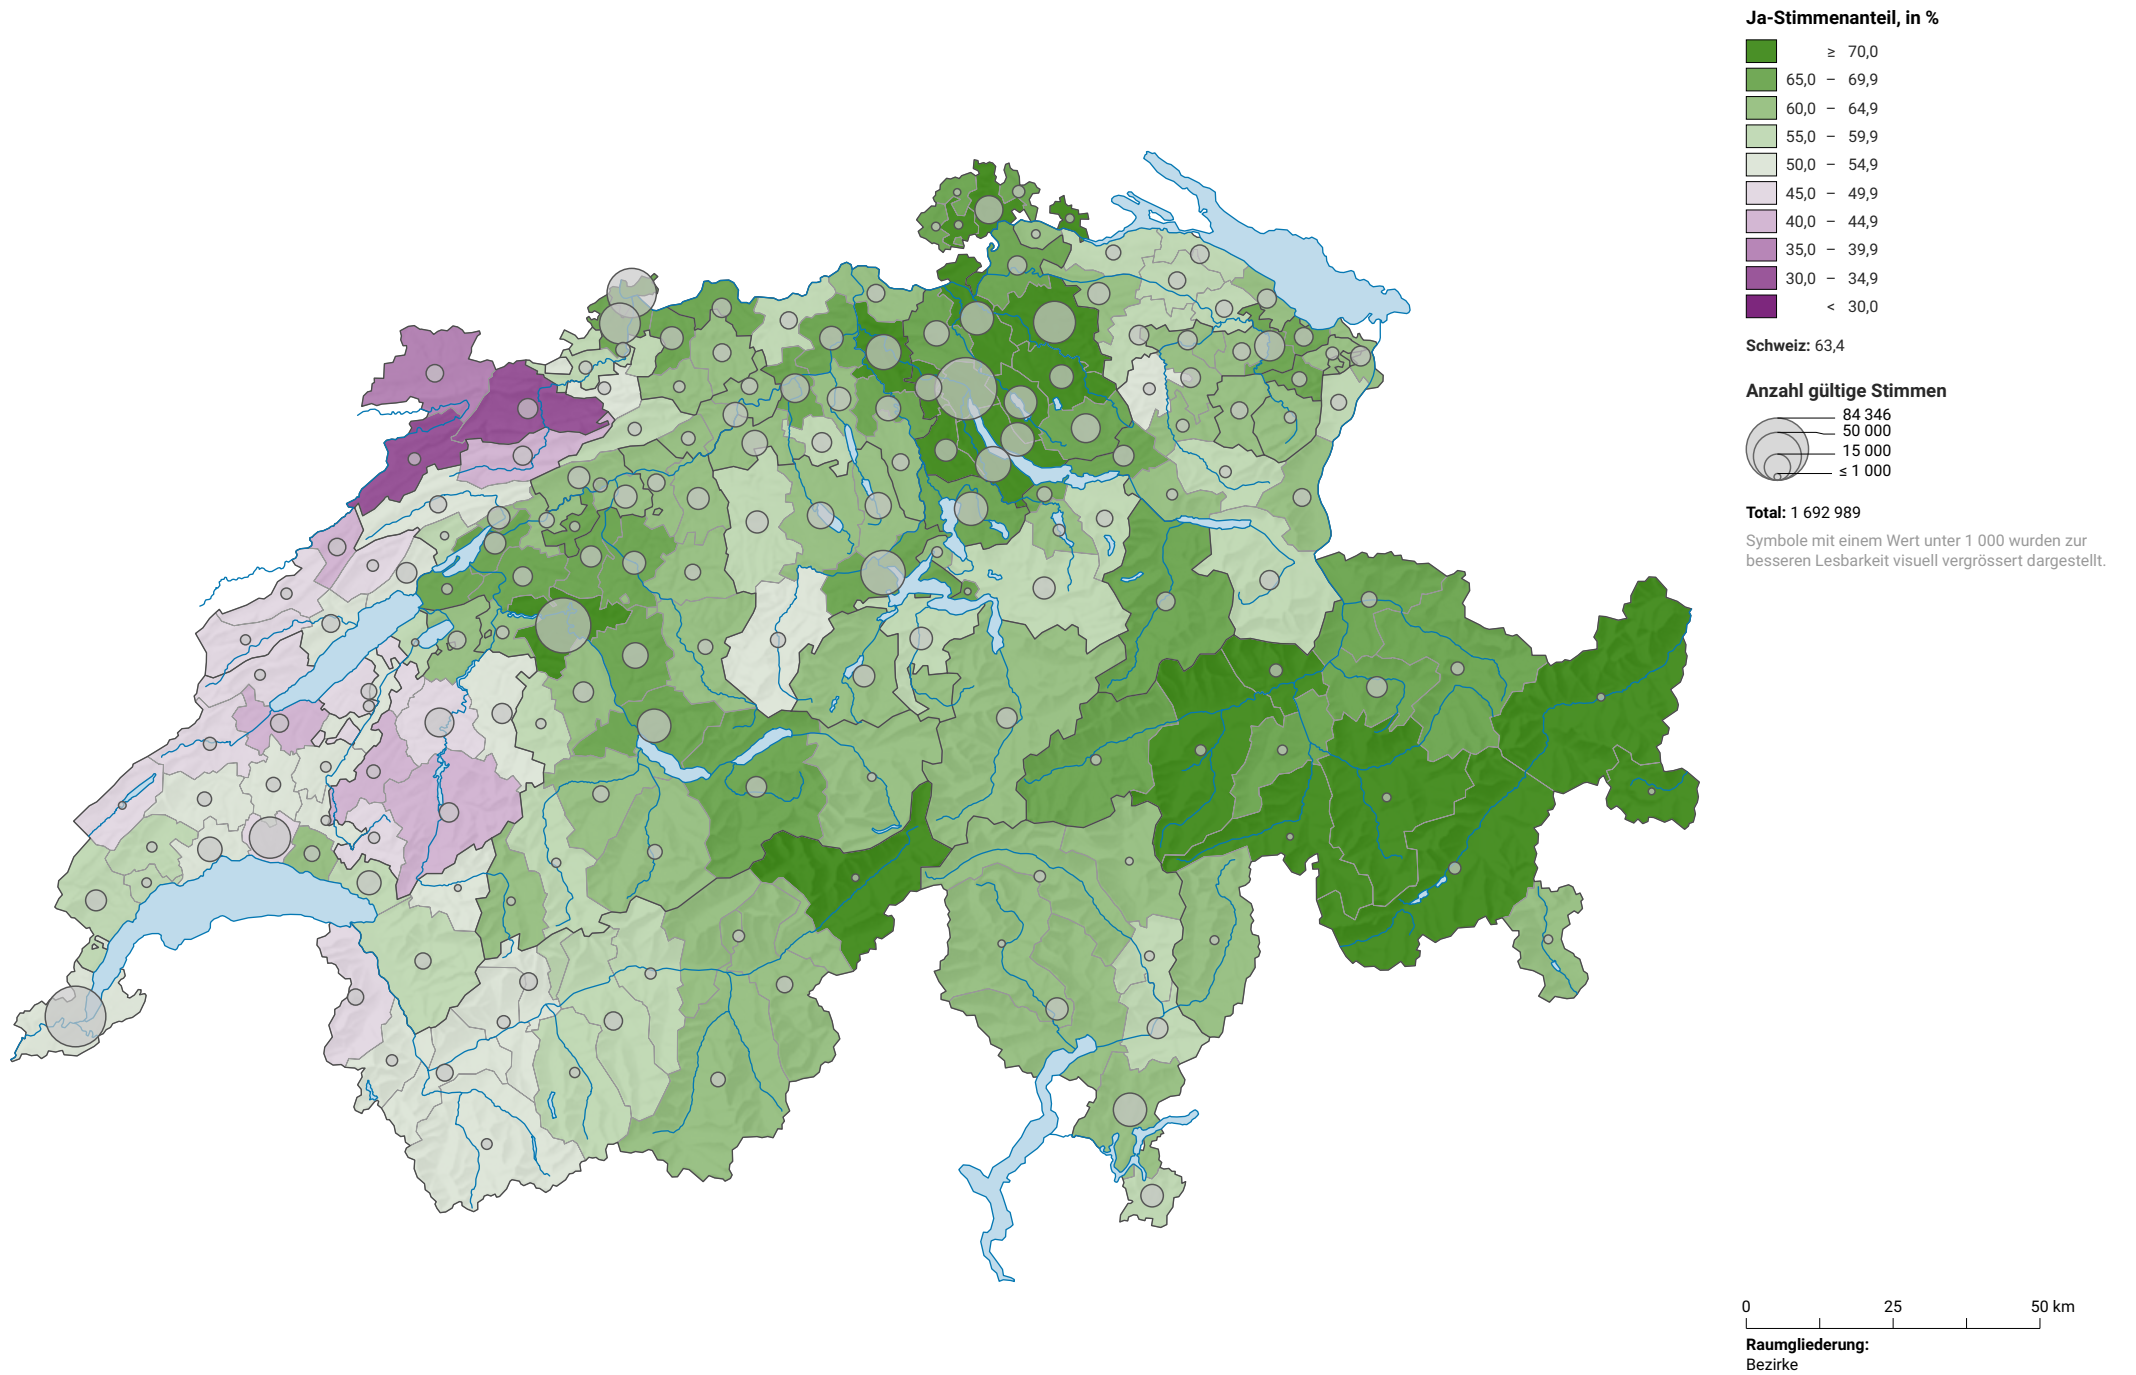 Ja-Stimmenanteil, in %
≥ 70,0
65,0 – 69,9
60,0 – 64,9
55,0 – 59,9
50,0 – 54,9
45,0 – 49,9
40,0 – 44,9
35,0 – 39,9
30,0 – 34,9
< 30,0
Schweiz: 63,4
Anzahl gültige Stimmen
84 346
50 000
15 000
≤ 1 000
Total: 1 692 989
Symbole mit einem Wert unter 1 000 wurden zur
besseren Lesbarkeit visuell vergrössert dargestellt.
0 25 50 km
Raumgliederung:
Bezirke